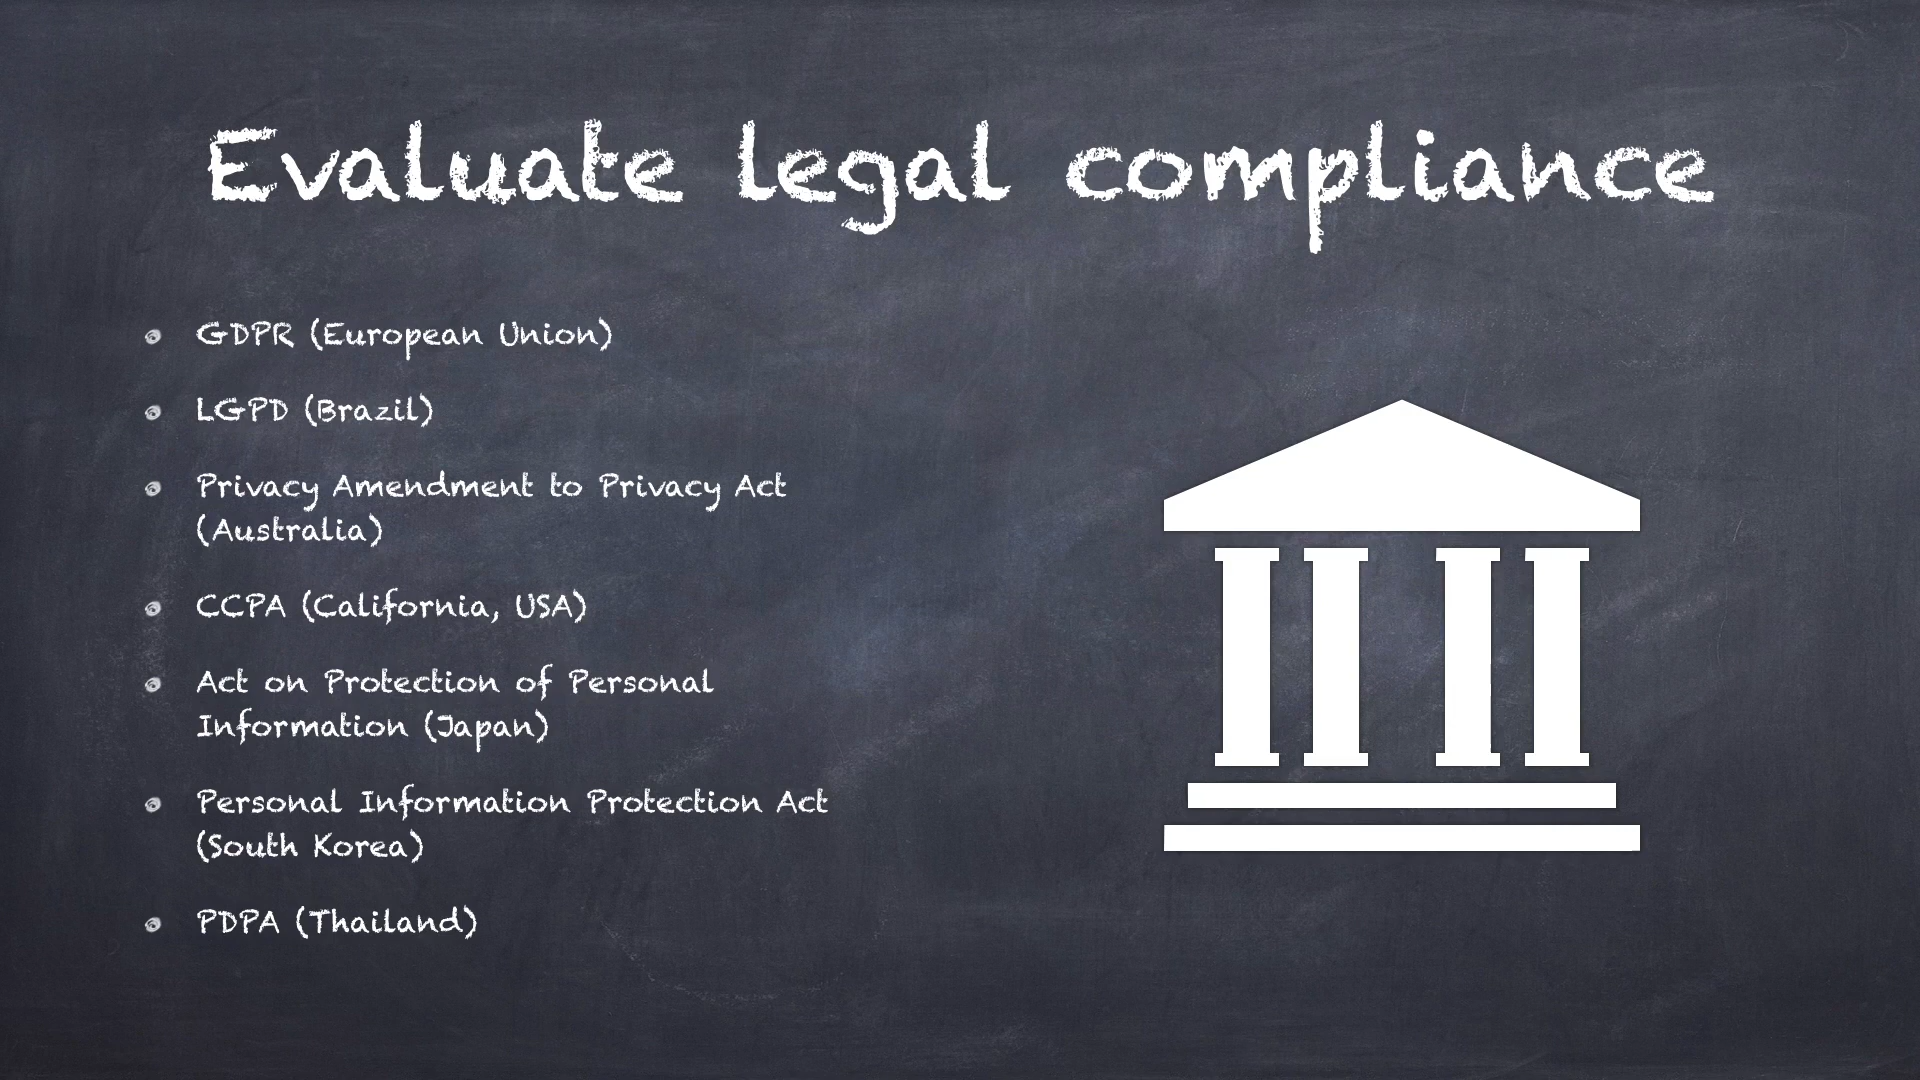 Evaluate legal compliance
GDPR (European Union)
LGPD (Brazil)
Privacy Amendment to Privacy Act
(Australia)
CCPA (California, USA)
Act on Protection of Personal
Information (Japan)
Personal Information Protection Act
(South Korea)
PDPA (Thailand)